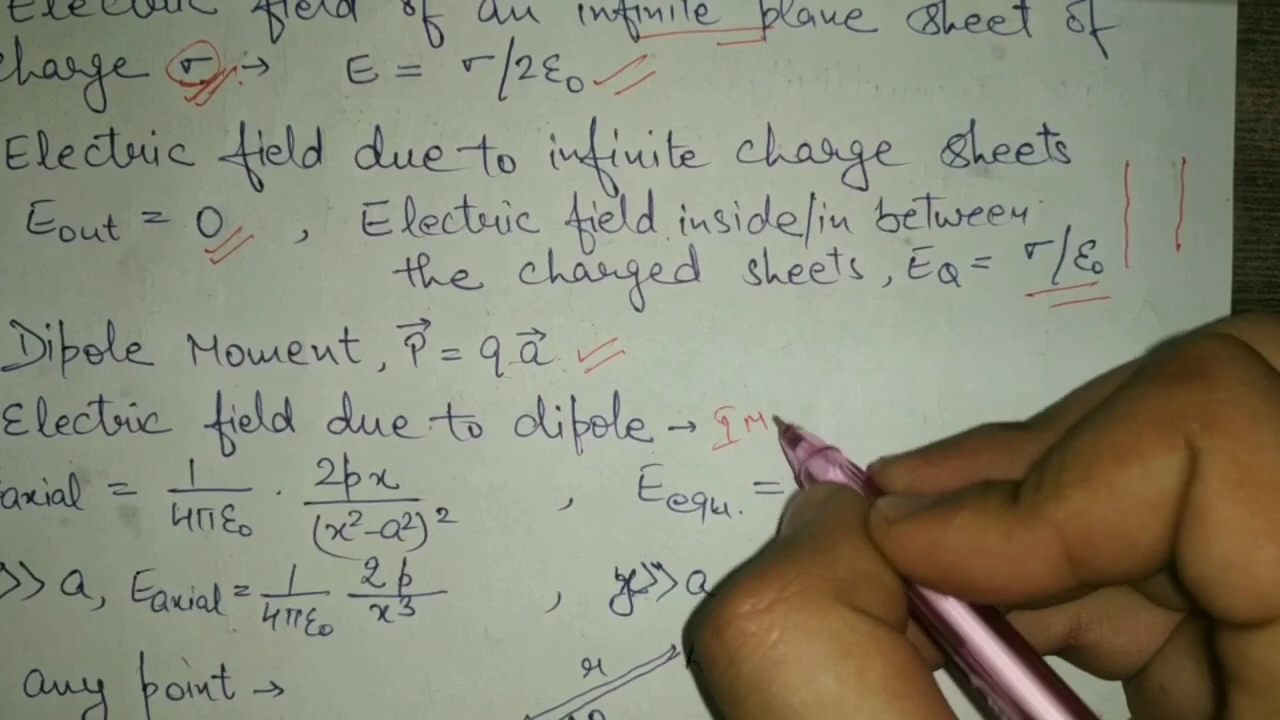 Electric field of an infinite plane sheet of
charge σ → E = σ/2ε₀
Electric field due to infinite charge sheets
Eout = 0 , Electric field inside/in between
the charged sheets, EQ = σ/ε₀
Dipole Moment, P⃗ = qa⃗
Electric field due to dipole → IM
axial = 1/4πε₀ · 2px/(x²-a²)² , Eequ. =
>> a, Eaxial = 1/4πε₀ 2p/x³ , y>>a
any point → r